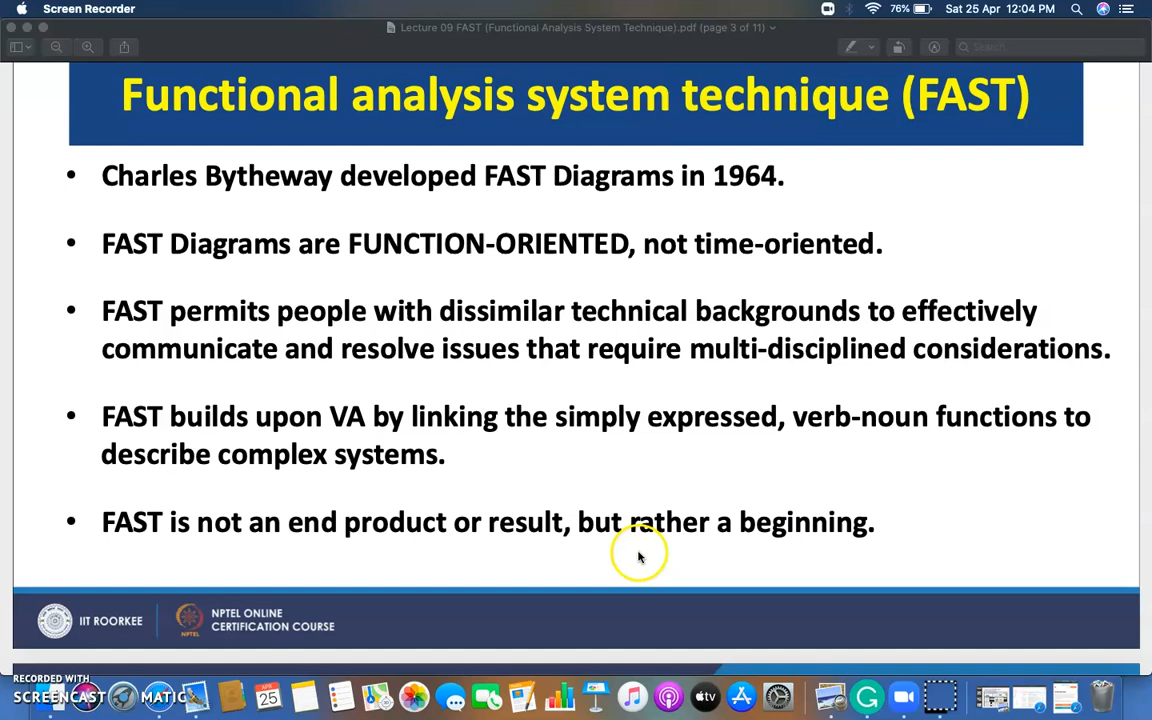 Screen Recorder
76%
Sat 25 Apr 12:04 PM
Lecture 09 FAST (Functional Analysis System Technique).pdf (page 3 of 11)
Search
Functional analysis system technique (FAST)
• Charles Bytheway developed FAST Diagrams in 1964.
• FAST Diagrams are FUNCTION-ORIENTED, not time-oriented.
• FAST permits people with dissimilar technical backgrounds to effectively
communicate and resolve issues that require multi-disciplined considerations.
• FAST builds upon VA by linking the simply expressed, verb-noun functions to
describe complex systems.
• FAST is not an end product or result, but rather a beginning.
IIT ROORKEE
NPTEL
NPTEL ONLINE
CERTIFICATION COURSE
RECORDED WITH
SCREENCAST MATIC
APR
25
tv